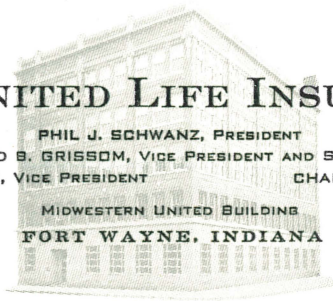 NITED LIFE INSU
PHIL J. SCHWANZ, PRESIDENT
D B. GRISSOM, VICE PRESIDENT AND S
, VICE PRESIDENT CHA
MIDWESTERN UNITED BUILDING
FORT WAYNE, INDIANA